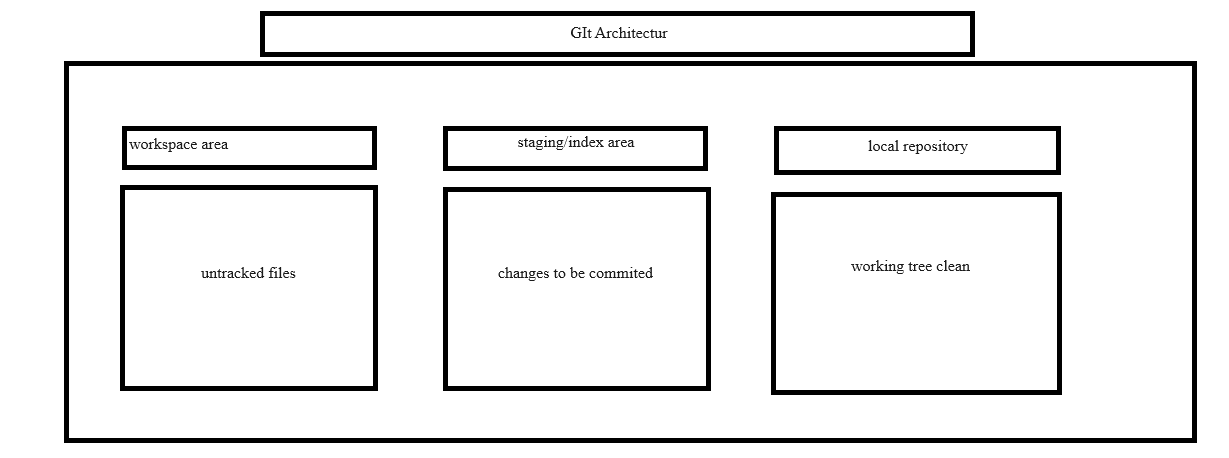 GIt Architectur
workspace area
staging/index area
local repository
untracked files
changes to be commited
working tree clean